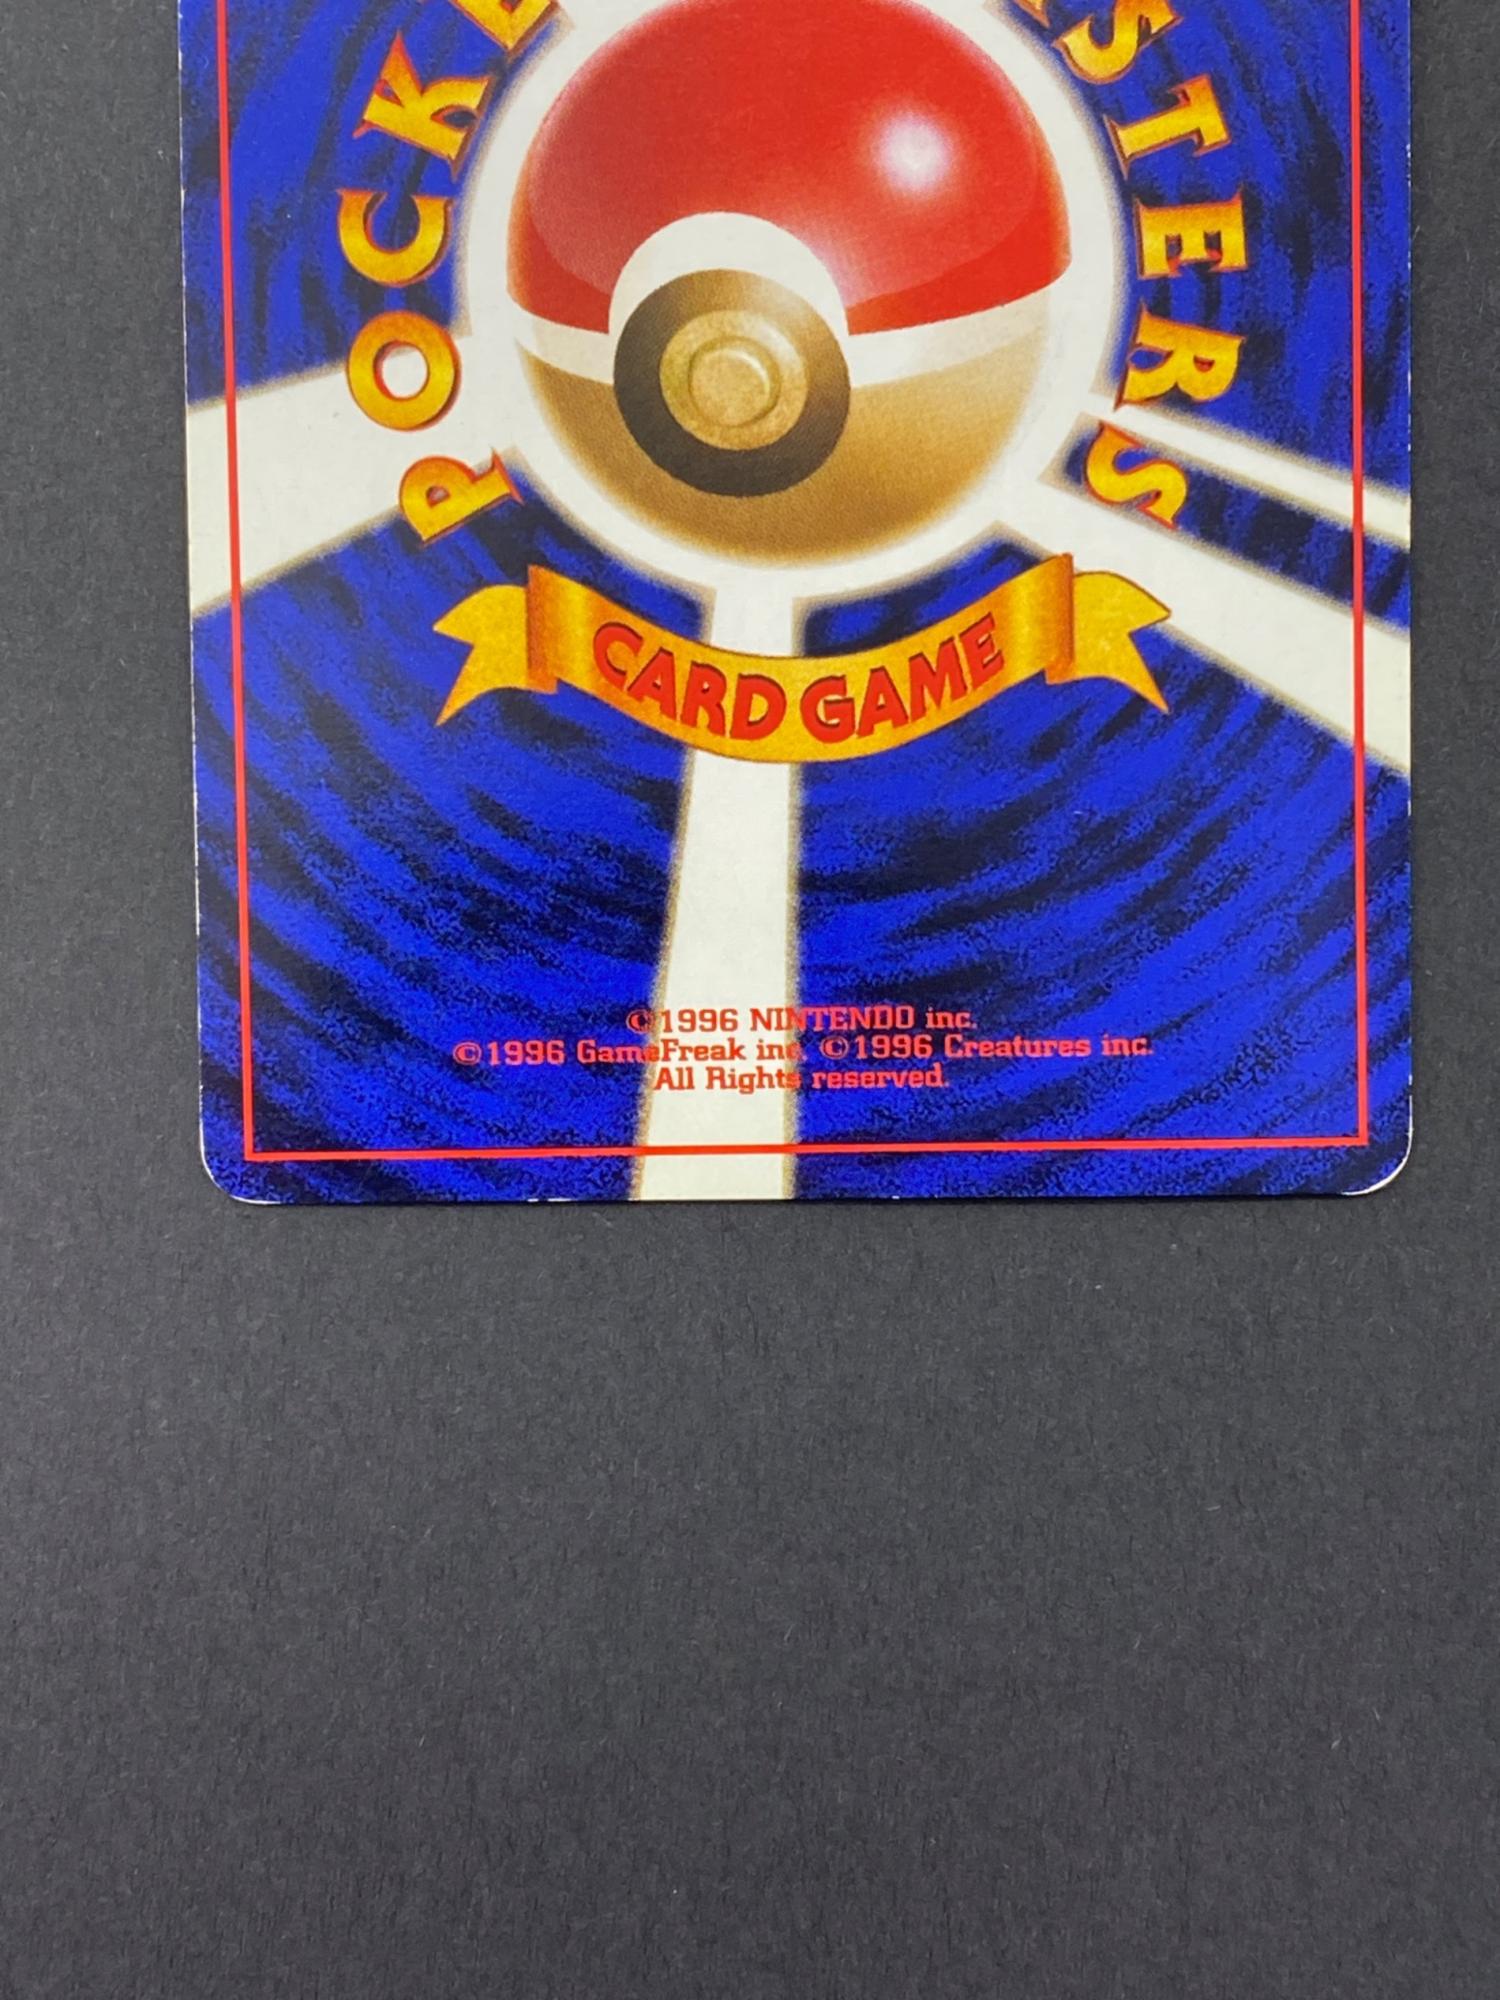 POCKE
STERS
CARD GAME
©1996 NINTENDO inc.
©1996 GameFreak inc. ©1996 Creatures inc.
All Rights reserved.